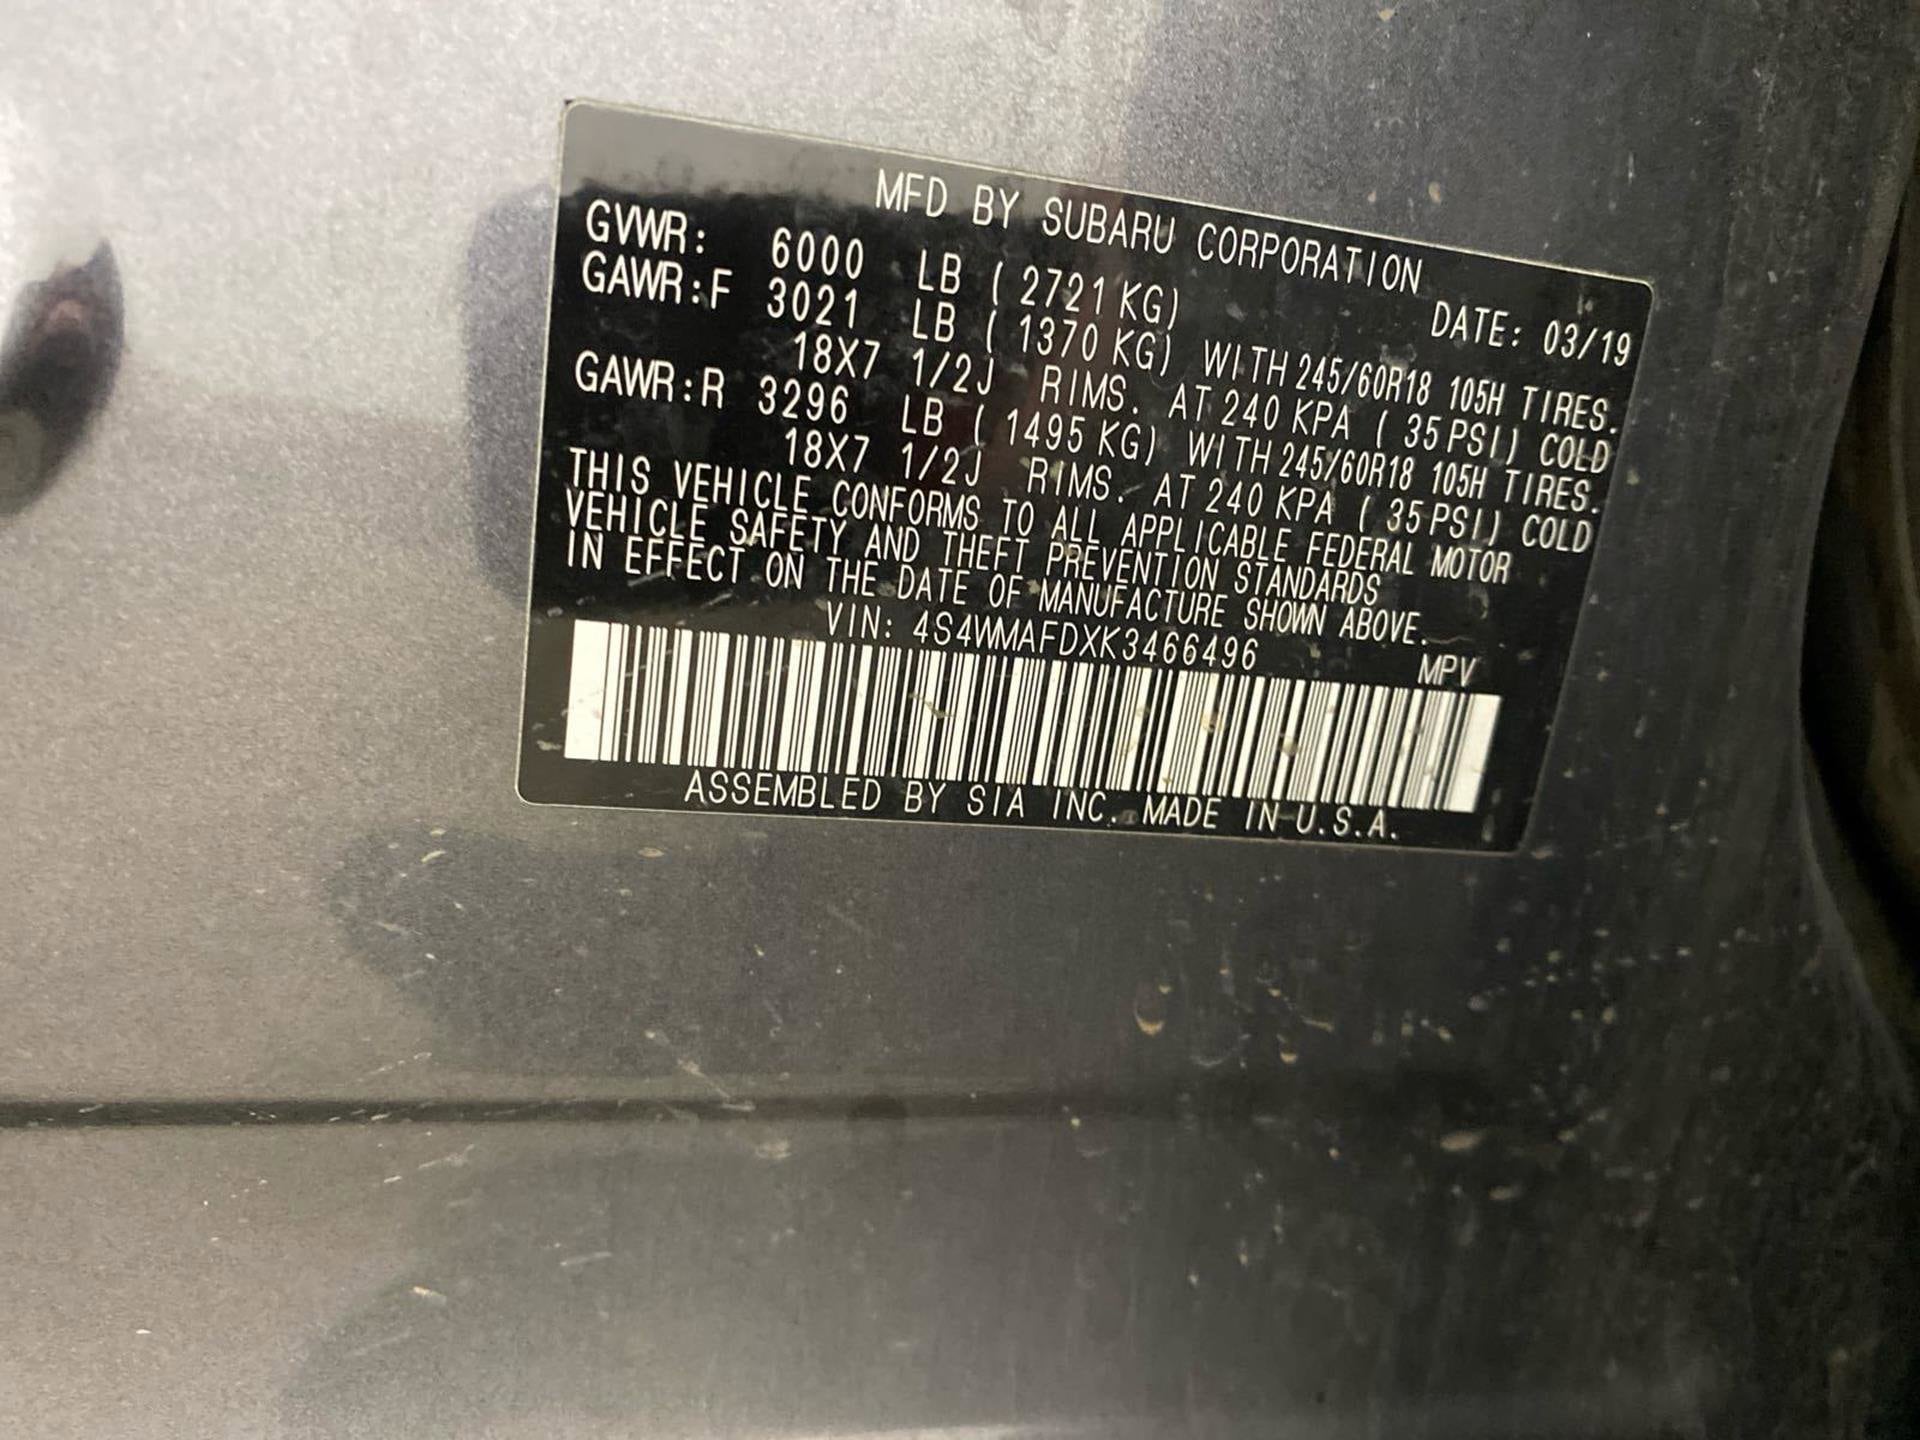 MFD BY SUBARU CORPORATION
DATE: 03/19
GVWR: 6000 LB ( 2721 KG)
GAWR:F 3021 LB ( 1370 KG) WITH 245/60R18 105H TIRES.
18X7 1/2J RIMS. AT 240 KPA ( 35 PSI) COLD
GAWR:R 3296 LB ( 1495 KG) WITH 245/60R18 105H TIRES.
18X7 1/2J RIMS. AT 240 KPA ( 35 PSI) COLD
THIS VEHICLE CONFORMS TO ALL APPLICABLE FEDERAL MOTOR
VEHICLE SAFETY AND THEFT PREVENTION STANDARDS
IN EFFECT ON THE DATE OF MANUFACTURE SHOWN ABOVE.
VIN: 4S4WMAFDXK3466496 MPV
ASSEMBLED BY SIA INC. MADE IN U.S.A.